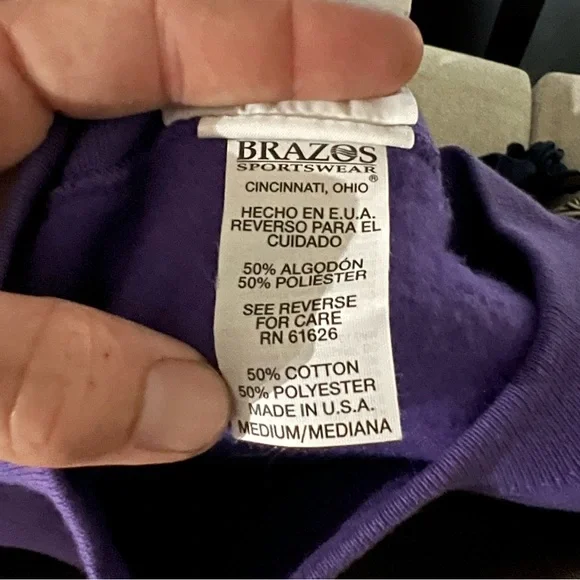 BRAZOS
SPORTSWEAR®
CINCINNATI, OHIO
HECHO EN E.U.A.
REVERSO PARA EL
CUIDADO
50% ALGODÓN
50% POLIESTER
SEE REVERSE
FOR CARE
RN 61626
50% COTTON
50% POLYESTER
MADE IN U.S.A.
MEDIUM/MEDIANA